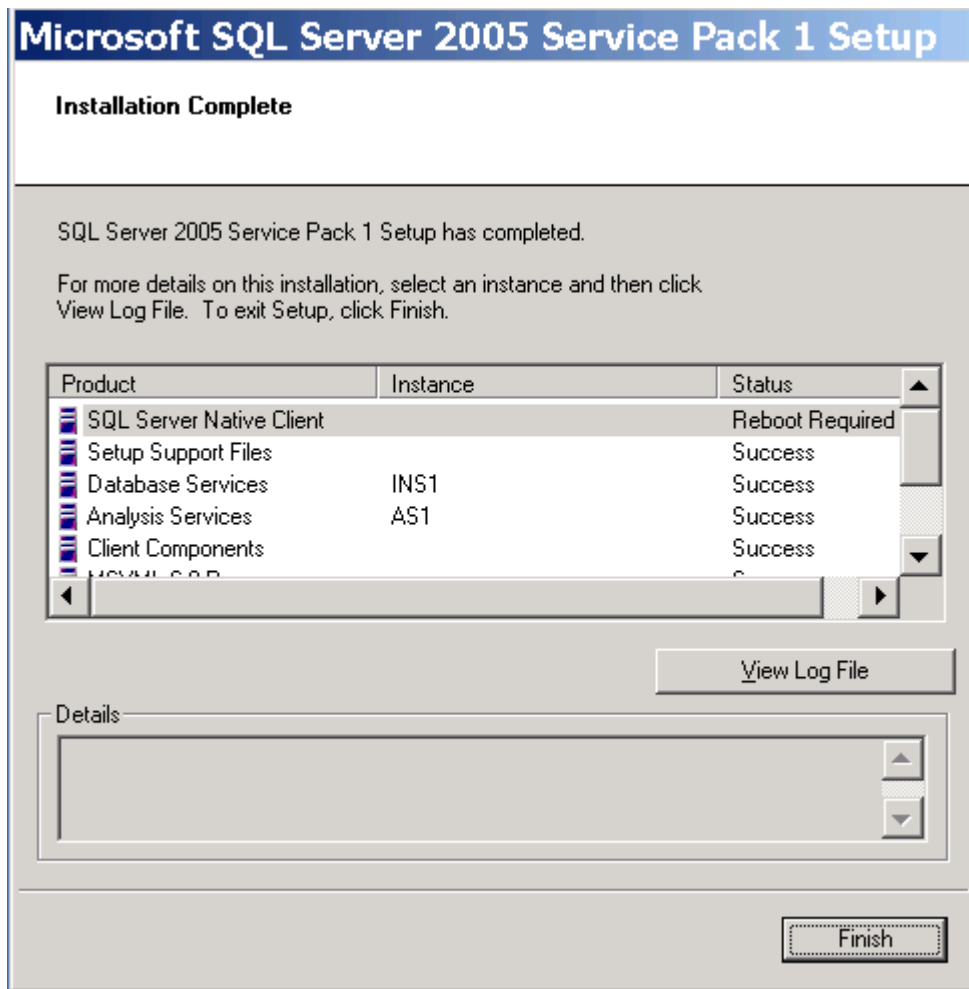 Microsoft SQL Server 2005 Service Pack 1 Setup
Installation Complete
SQL Server 2005 Service Pack 1 Setup has completed.
For more details on this installation, select an instance and then click
View Log File. To exit Setup, click Finish.
Product Instance Status
SQL Server Native Client Reboot Required
Setup Support Files Success
Database Services INS1 Success
Analysis Services AS1 Success
Client Components Success
View Log File
Details
Finish